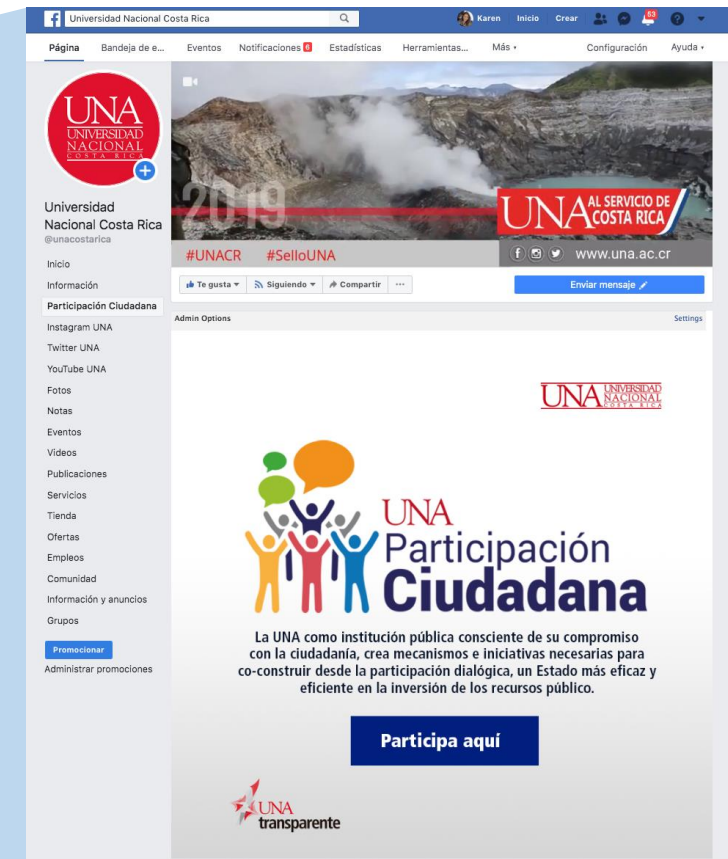 Universidad Nacional Costa Rica
Karen Inicio Crear 53
Página Bandeja de e... Eventos Notificaciones 6 Estadísticas Herramientas... Más Configuración Ayuda
UNA
UNIVERSIDAD
NACIONAL
COSTA RICA
Universidad
Nacional Costa Rica
@unacostarica
Inicio
Información
Participación Ciudadana
Instagram UNA
Twitter UNA
YouTube UNA
Fotos
Notas
Eventos
Videos
Publicaciones
Servicios
Tienda
Ofertas
Empleos
Comunidad
Información y anuncios
Grupos
Promocionar
Administrar promociones
2019
UNA AL SERVICIO DE
COSTA RICA
#UNACR #SelloUNA
www.una.ac.cr
Te gusta Siguiendo Compartir ...
Enviar mensaje
Admin Options Settings
UNA UNIVERSIDAD
NACIONAL
COSTA RICA
UNA
Participación
Ciudadana
La UNA como institución pública consciente de su compromiso
con la ciudadanía, crea mecanismos e iniciativas necesarias para
co-construir desde la participación dialógica, un Estado más eficaz y
eficiente en la inversión de los recursos público.
Participa aquí
UNA
transparente